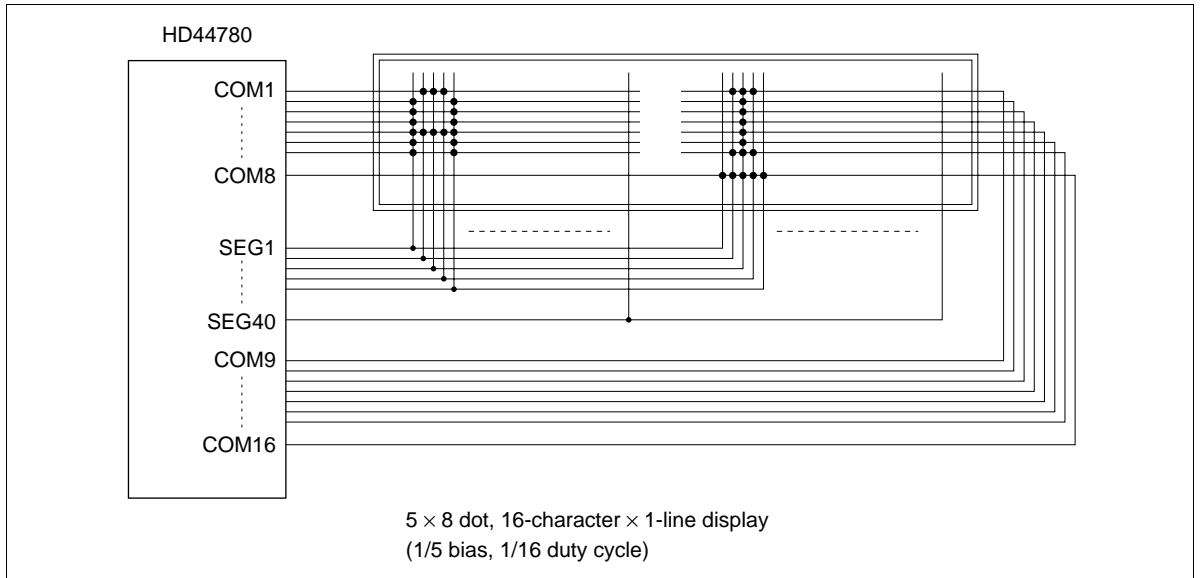 HD44780
COM1
COM8
SEG1
SEG40
COM9
COM16
5 × 8 dot, 16-character × 1-line display
(1/5 bias, 1/16 duty cycle)